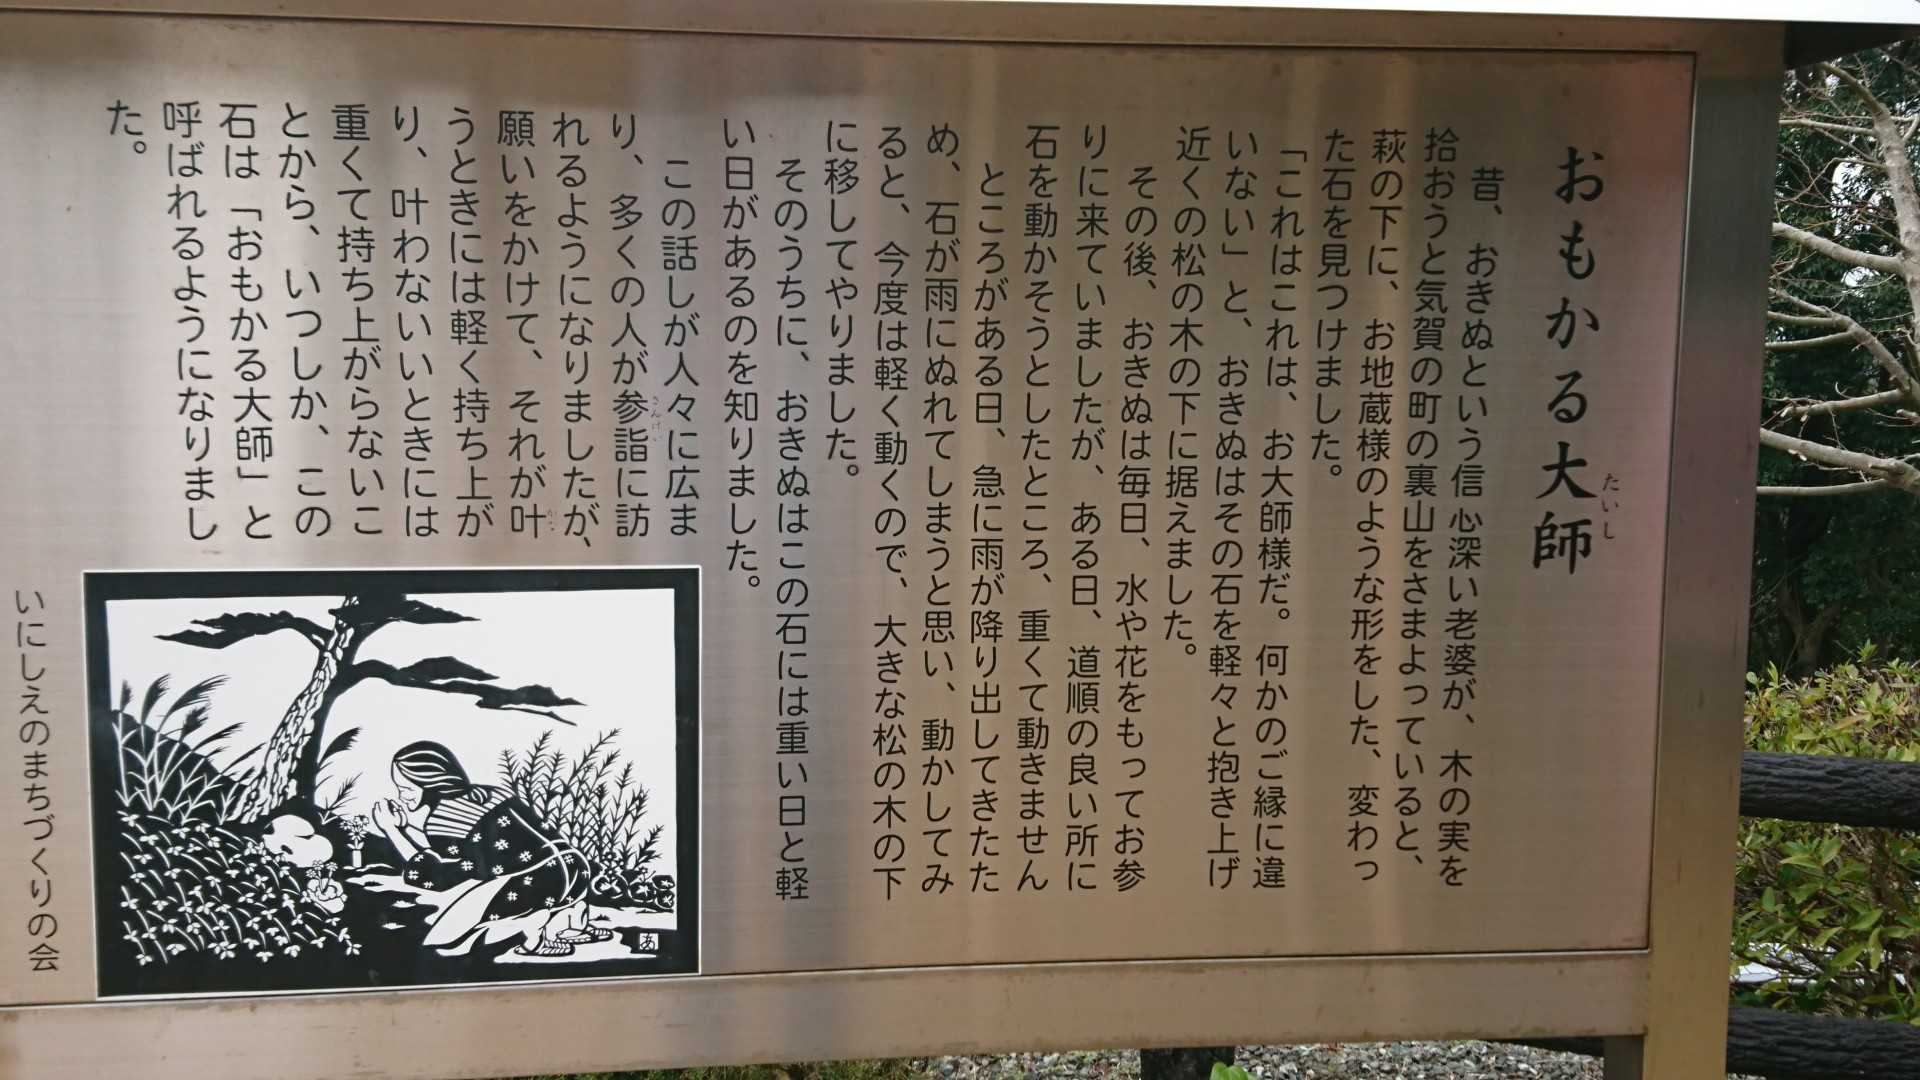 おもかる大師
たいし
昔、おきぬという信心深い老婆が、木の実を
拾おうと気賀の町の裏山をさまよっていると、
萩の下に、お地蔵様のような形をした、変わっ
た石を見つけました。
「これはこれは、お大師様だ。何かのご縁に違
いない」と、おきぬはその石を軽々と抱き上げ
近くの松の木の下に据えました。
その後、おきぬは毎日、水や花をもってお参
りに来ていましたが、ある日、道順の良い所に
石を動かそうとしたところ、重くて動きません
ところがある日、急に雨が降り出してきたた
め、石が雨にぬれてしまうと思い、動かしてみ
ると、今度は軽く動くので、大きな松の木の下
に移してやりました。
そのうちに、おきぬはこの石には重い日と軽
い日があるのを知りました。
この話しが人々に広ま
り、多くの人が参詣に訪
さんけい
れるようになりましたが、
願いをかけて、それが叶
かな
うときには軽く持ち上が
り、叶わないいときには
重くて持ち上がらないこ
とから、いつしか、この
石は「おもかる大師」と
呼ばれるようになりまし
た。
あ
いにしえのまちづくりの会